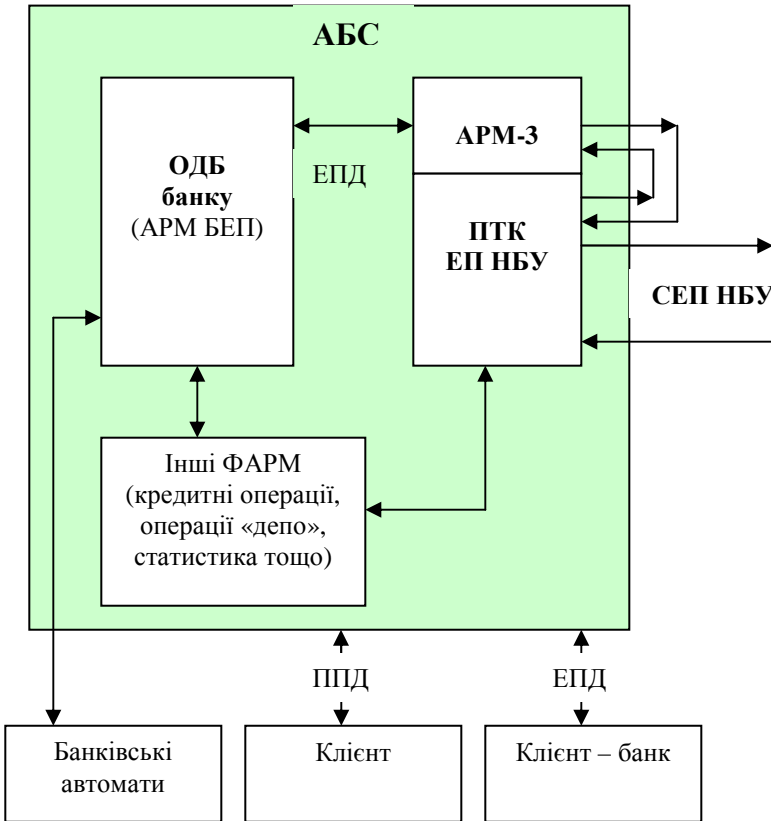 АБС
ОДБ
банку
(АРМ БЕП)
ЕПД
АРМ-3
ПТК
ЕП НБУ
СЕП НБУ
Інші ФАРМ
(кредитні операції,
операції «депо»,
статистика тощо)
ППД
ЕПД
Банківські
автомати
Клієнт
Клієнт – банк